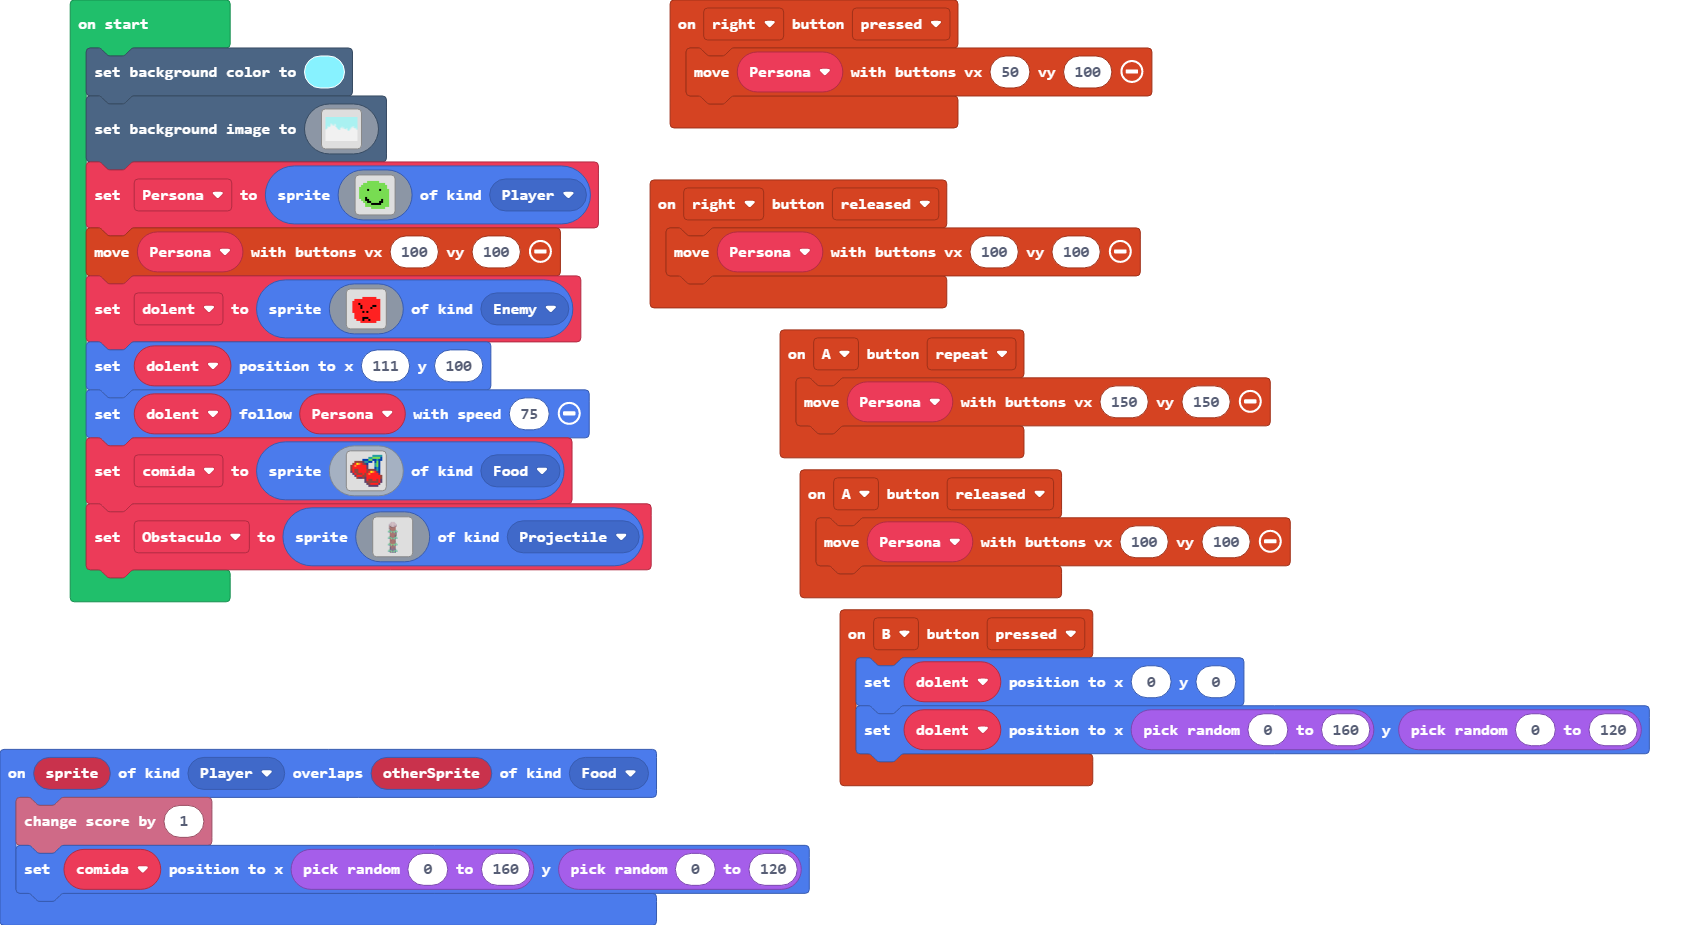 on start
set background color to
set background image to
set Persona to sprite of kind Player
move Persona with buttons vx 100 vy 100
set dolent to sprite of kind Enemy
set dolent position to x 111 y 100
set dolent follow Persona with speed 75
set comida to sprite of kind Food
set Obstaculo to sprite of kind Projectile
on right button pressed
move Persona with buttons vx 50 vy 100
on right button released
move Persona with buttons vx 100 vy 100
on A button repeat
move Persona with buttons vx 150 vy 150
on A button released
move Persona with buttons vx 100 vy 100
on B button pressed
set dolent position to x 0 y 0
set dolent position to x pick random 0 to 160 y pick random 0 to 120
on sprite of kind Player overlaps otherSprite of kind Food
change score by 1
set comida position to x pick random 0 to 160 y pick random 0 to 120